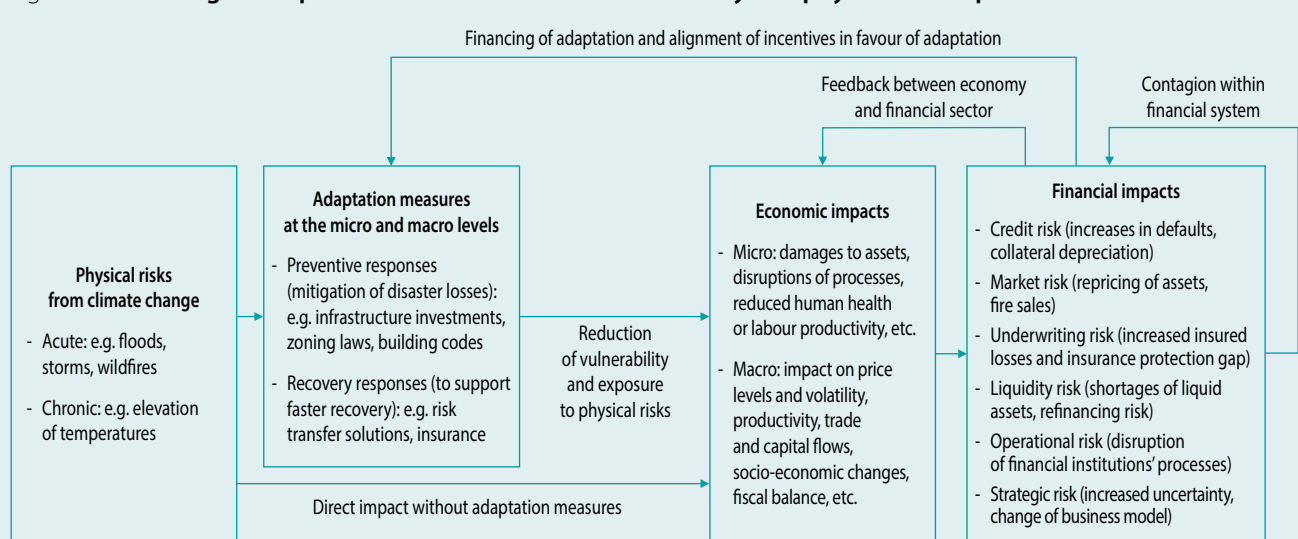 Financing of adaptation and alignment of incentives in favour of adaptation
Feedback between economy
and financial sector
Contagion within
financial system
Physical risks
from climate change
- Acute: e.g. floods,
storms, wildfires
- Chronic: e.g. elevation
of temperatures
Adaptation measures
at the micro and macro levels
- Preventive responses
(mitigation of disaster losses):
e.g. infrastructure investments,
zoning laws, building codes
- Recovery responses (to support
faster recovery): e.g. risk
transfer solutions, insurance
Reduction
of vulnerability
and exposure
to physical risks
Direct impact without adaptation measures
Economic impacts
- Micro: damages to assets,
disruptions of processes,
reduced human health
or labour productivity, etc.
- Macro: impact on price
levels and volatility,
productivity, trade
and capital flows,
socio-economic changes,
fiscal balance, etc.
Financial impacts
- Credit risk (increases in defaults,
collateral depreciation)
- Market risk (repricing of assets,
fire sales)
- Underwriting risk (increased insured
losses and insurance protection gap)
- Liquidity risk (shortages of liquid
assets, refinancing risk)
- Operational risk (disruption
of financial institutions' processes)
- Strategic risk (increased uncertainty,
change of business model)